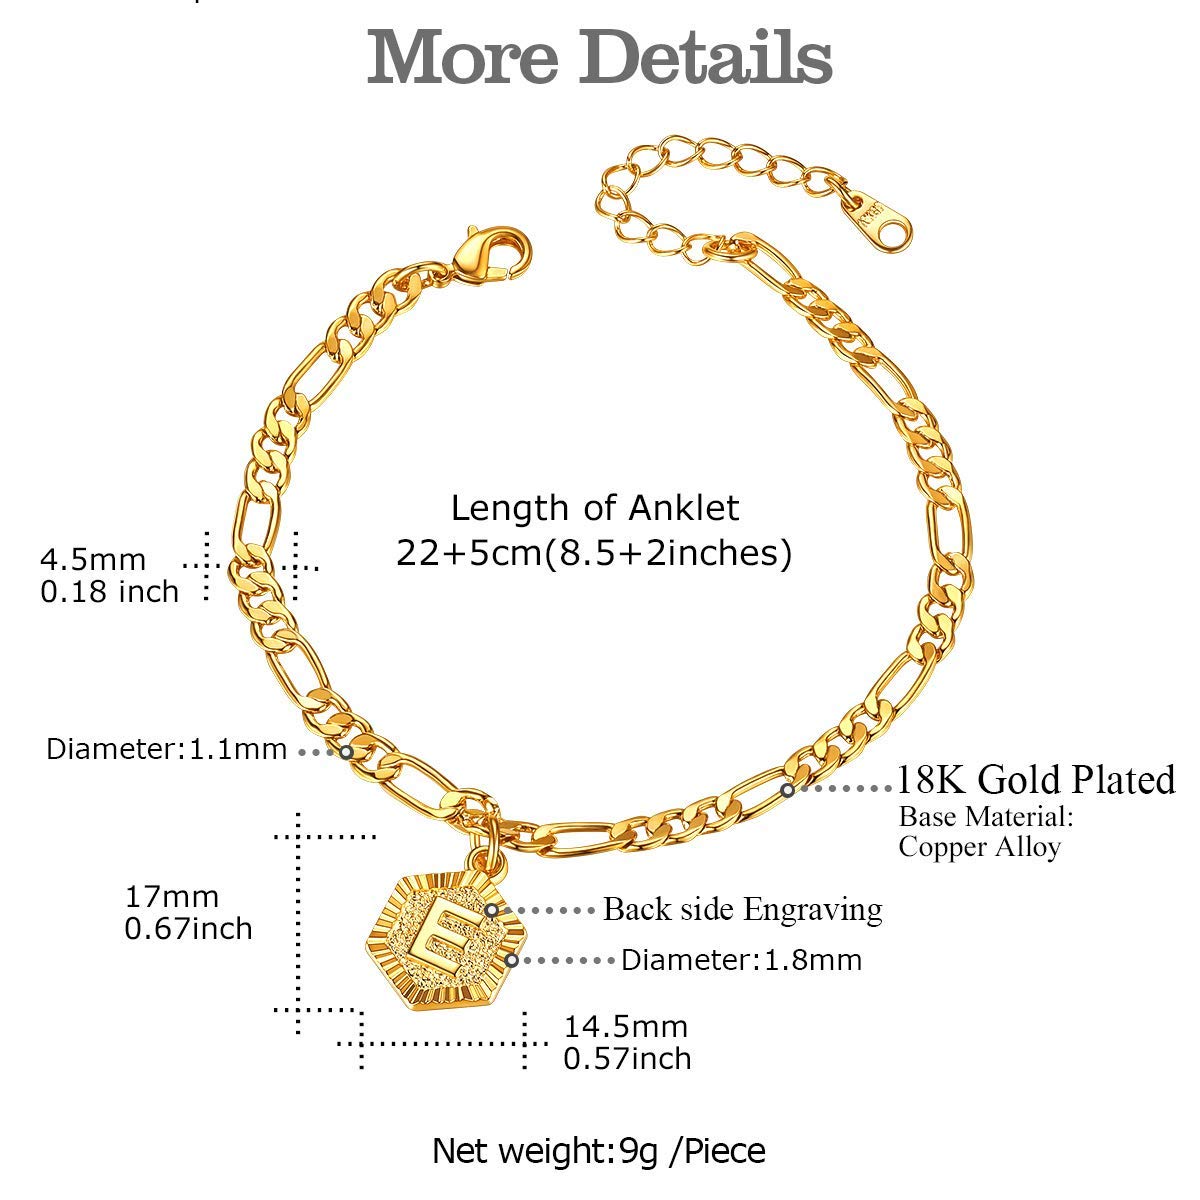 More Details
Length of Anklet
22+5cm(8.5+2inches)
4.5mm
0.18 inch
Diameter:1.1mm
18K Gold Plated
Base Material:
Copper Alloy
17mm
0.67inch
E
Back side Engraving
Diameter:1.8mm
14.5mm
0.57inch
Net weight:9g /Piece